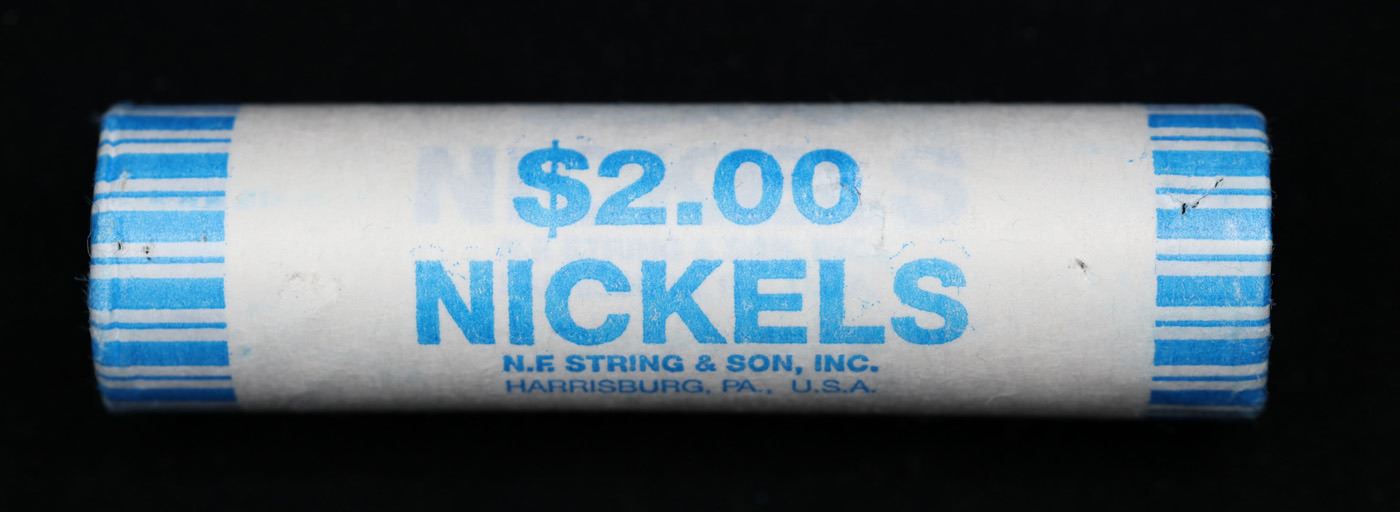 $2.00
NICKELS
N.F. STRING & SON, INC.
HARRISBURG, PA., U.S.A.